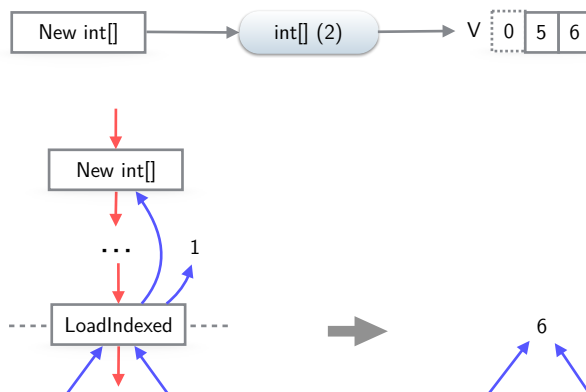 New int[] int[] (2) V 0 5 6
New int[]
...
1
LoadIndexed
6